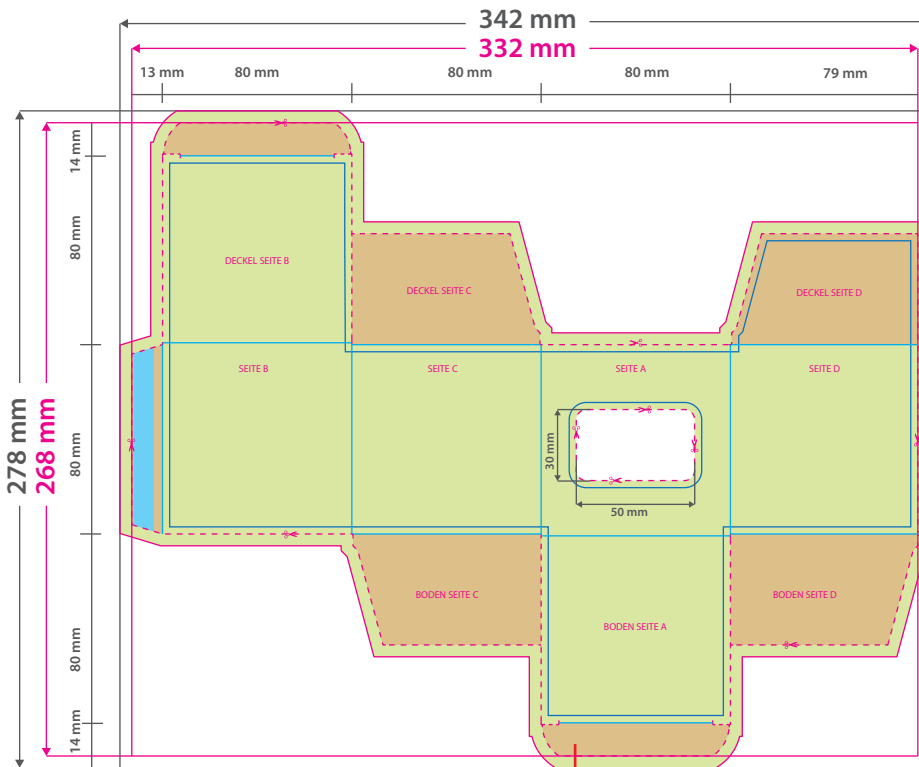 342 mm
332 mm
13 mm
80 mm
80 mm
80 mm
79 mm
14 mm
80 mm
DECKEL SEITE B
DECKEL SEITE C
DECKEL SEITE D
SEITE B
SEITE C
SEITE A
SEITE D
278 mm
268 mm
80 mm
30 mm
50 mm
BODEN SEITE C
BODEN SEITE D
BODEN SEITE A
80 mm
14 mm